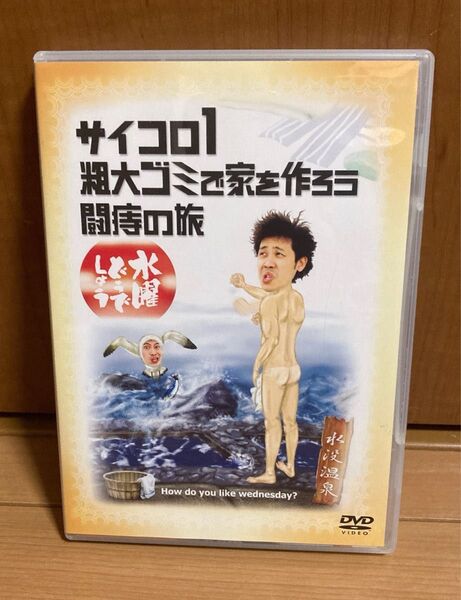 サイコロ1
粗大ゴミで家を作ろう
闘痔の旅
水曜
どうで
しょう
水没温泉
How do you like wednesday?
DVD
VIDEO